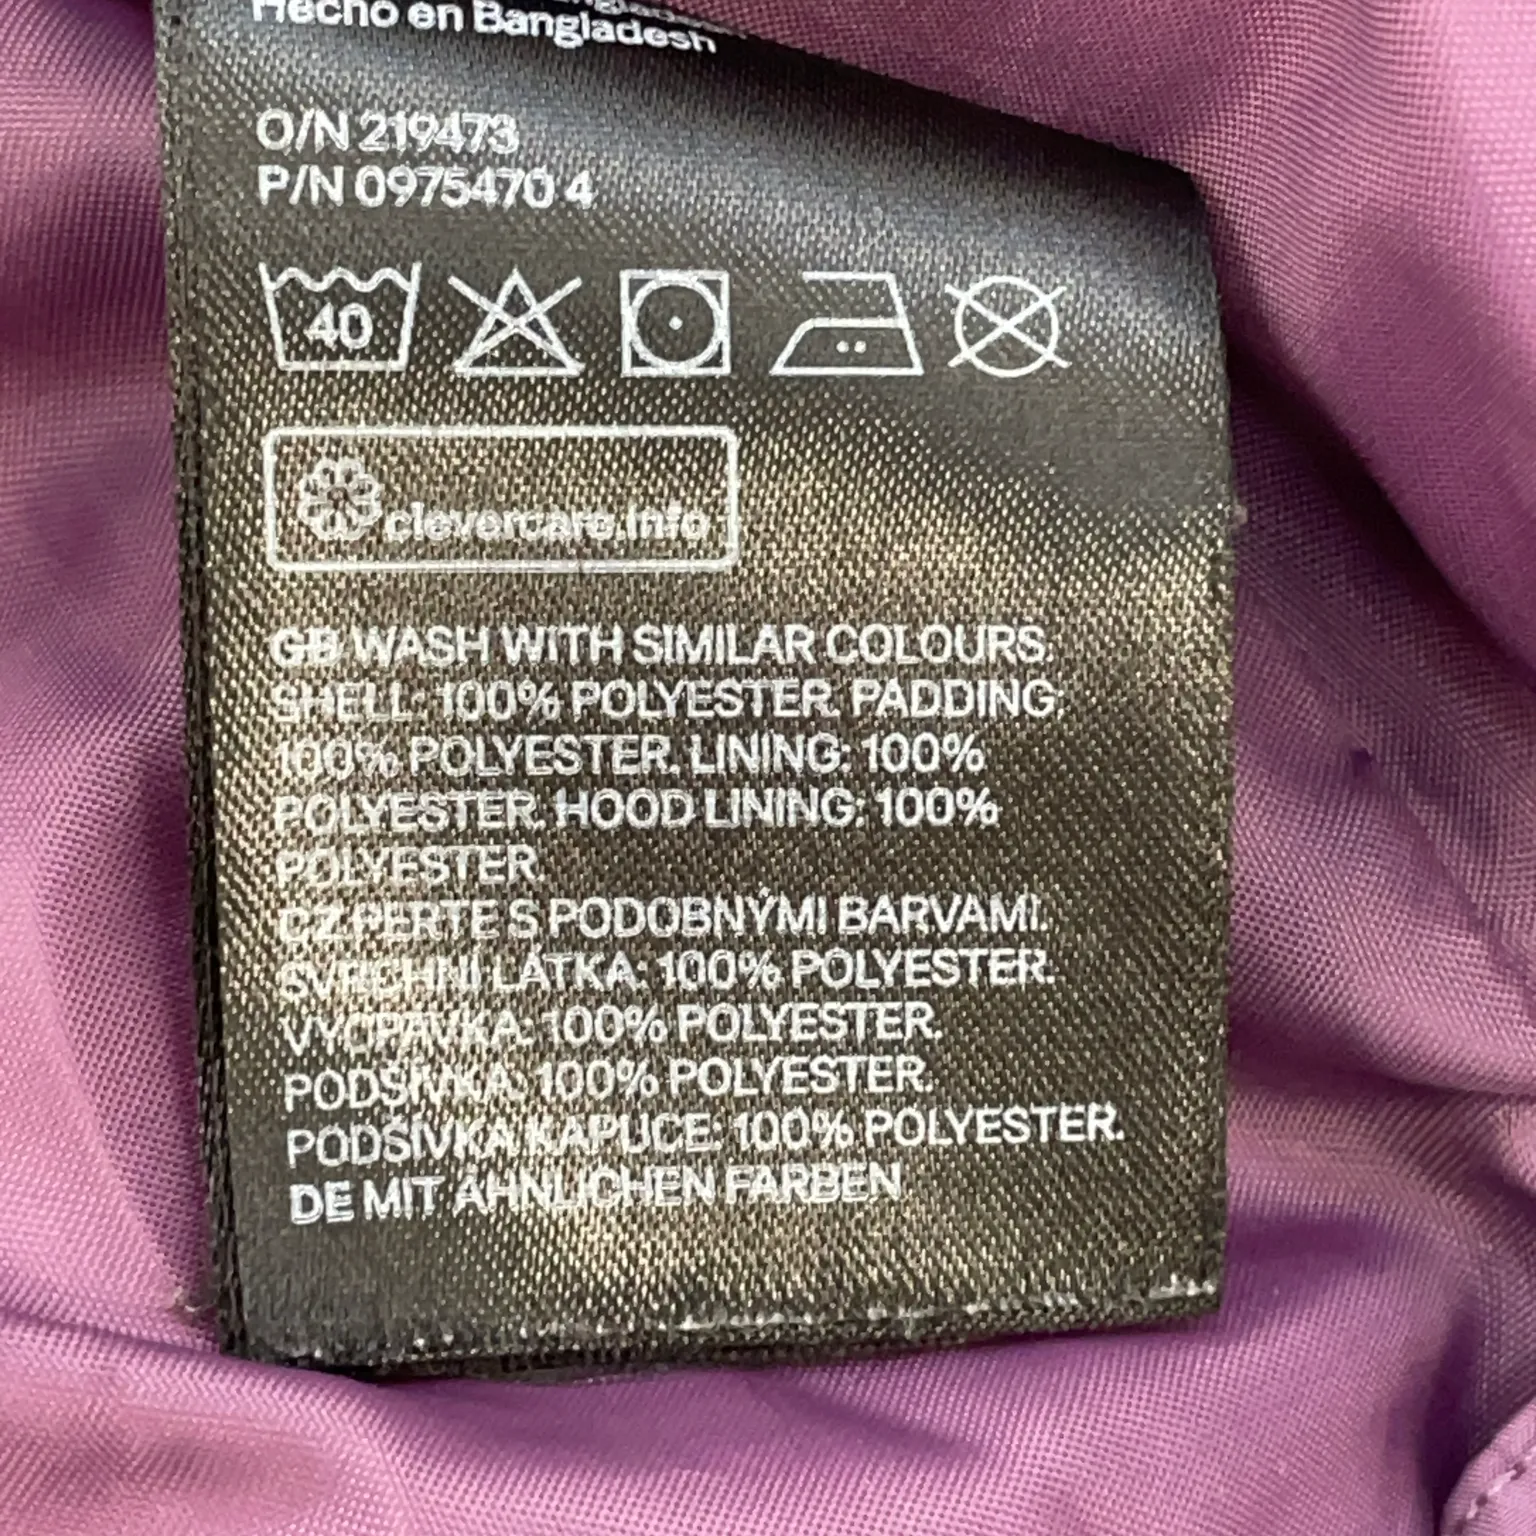 Hecho en Bangladesh
O/N 219473
P/N 0975470 4
40
clevercare.info
GB WASH WITH SIMILAR COLOURS.
SHELL: 100% POLYESTER. PADDING:
100% POLYESTER. LINING: 100%
POLYESTER. HOOD LINING: 100%
POLYESTER.
CZ PERTE S PODOBNÝMI BARVAMI.
SVRCHNÍ LÁTKA: 100% POLYESTER.
VYCPÁVKA: 100% POLYESTER.
PODŠÍVKA: 100% POLYESTER.
PODŠÍVKA KAPUCE: 100% POLYESTER.
DE MIT ÄHNLICHEN FARBEN